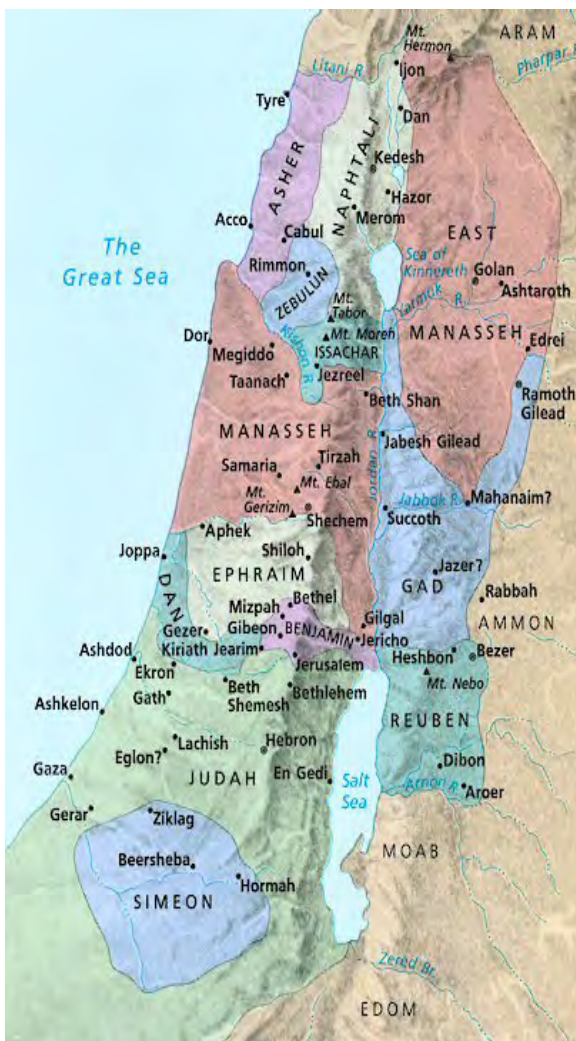 Mt.
Hermon
ARAM
Litani R.
Ijon
Pharpar R.
Tyre
Dan
ASHER
NAPHTALI
Kedesh
Hazor
Merom
Acco
Cabul
EAST
The
Great Sea
Sea of
Kinnereth
Rimmon
Golan
Ashtaroth
ZEBULUN
Yarmuk
R.
Mt.
Tabor
MANASSEH
Dor
Mt. Moreh
Edrei
Megiddo
Kishon R.
ISSACHAR
Taanach
Jezreel
Ramoth
Gilead
Beth Shan
MANASSEH
Jordan R.
Jabesh Gilead
Tirzah
Samaria
Mt. Ebal
Mt.
Gerizim
Jabbok R.
Mahanaim?
Shechem
Succoth
Aphek
Joppa
Shiloh
DAN
EPHRAIM
Jazer?
GAD
Bethel
Rabbah
Mizpah
Gilgal
AMMON
Gezer
Gibeon
BENJAMIN
Jericho
Kiriath Jearim
Heshbon
Bezer
Ashdod
Jerusalem
Ekron
Mt. Nebo
Gath
Beth
Shemesh
Bethlehem
Ashkelon
REUBEN
Lachish
Hebron
Eglon?
Dibon
Gaza
JUDAH
En Gedi
Salt
Sea
Arnon R.
Aroer
Gerar
Ziklag
MOAB
Beersheba
Hormah
SIMEON
Zered Br.
EDOM